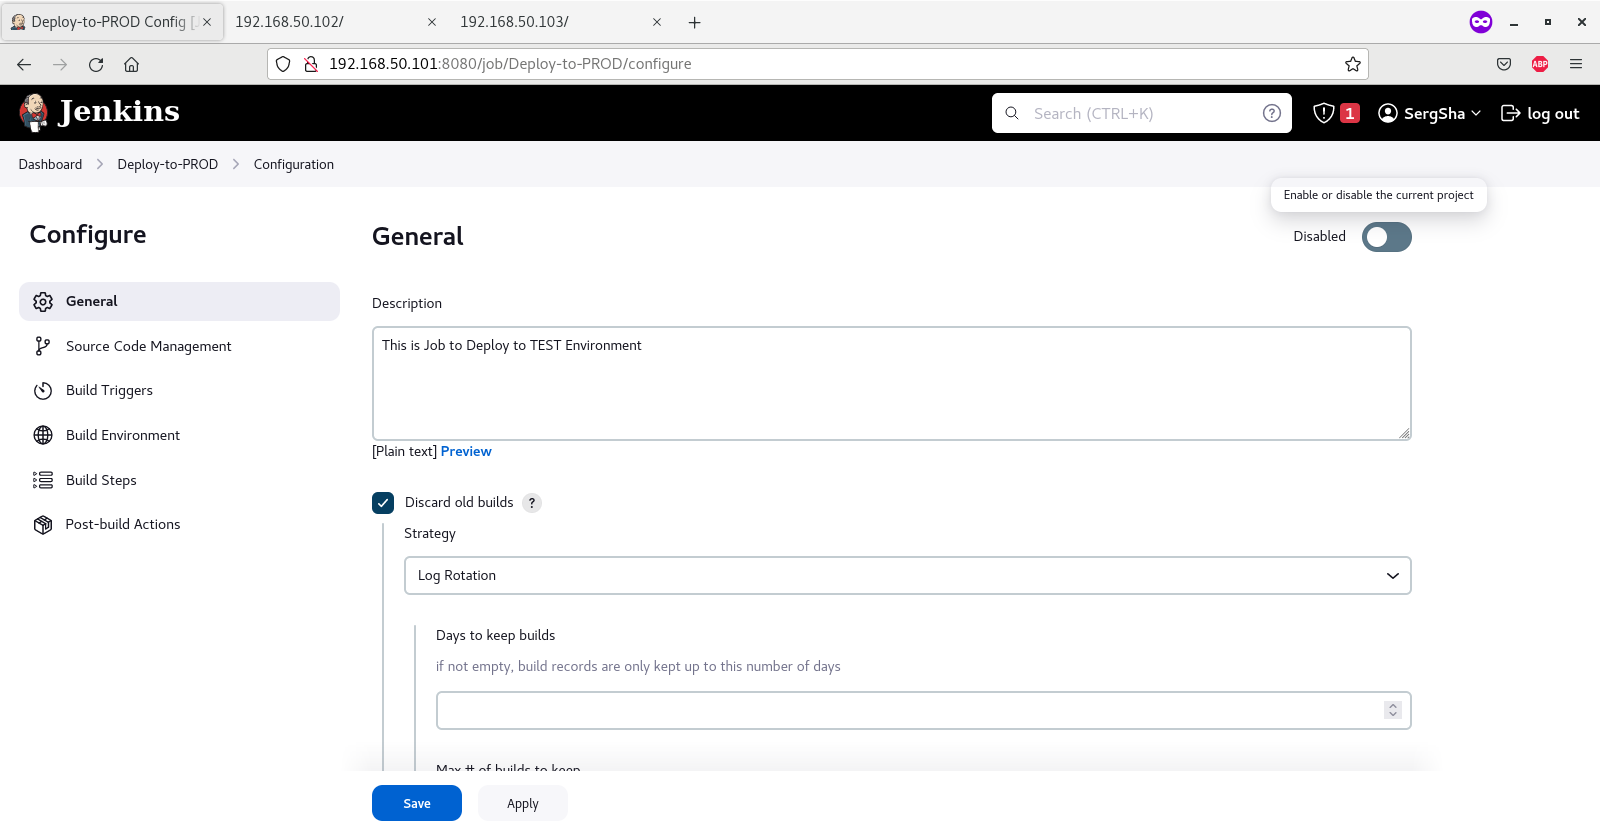 Deploy-to-PROD Config [J
192.168.50.102/
192.168.50.103/
192.168.50.101:8080/job/Deploy-to-PROD/configure
ABP
Jenkins
Search (CTRL+K)
?
1
SergSha
log out
Dashboard
Deploy-to-PROD
Configuration
Enable or disable the current project
Configure
General
Disabled
General
Source Code Management
Build Triggers
Build Environment
Build Steps
Post-build Actions
Description
This is Job to Deploy to TEST Environment
[Plain text] Preview
Discard old builds ?
Strategy
Log Rotation
Days to keep builds
if not empty, build records are only kept up to this number of days
Max # of builds to keep
Save
Apply